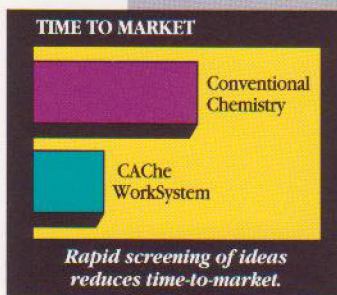 TIME TO MARKET
Conventional
Chemistry
CAChe
WorkSystem
Rapid screening of ideas
reduces time-to-market.